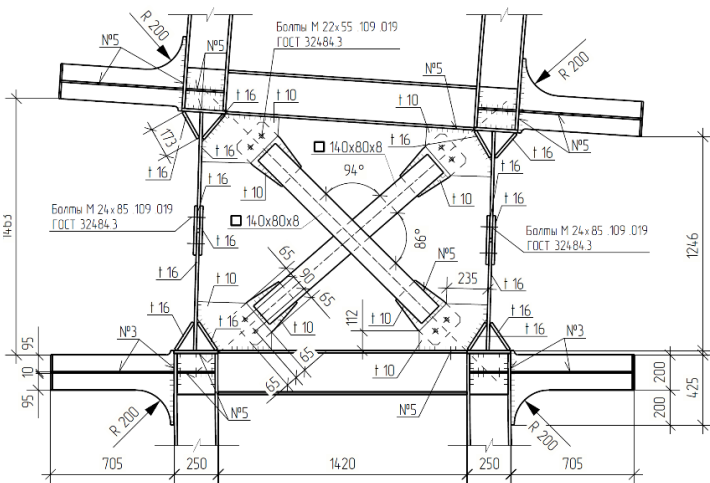 R 200
№5
№5
Болты М 22х55 .109 .019
ГОСТ 32484.3
№5
R 200
t 16
t 10
t 10
t 16
t 16
173
t 16
t 16
140х80х8
t 16
№5
t 10
94°
t 10
t 16
t 16
Болты М 24х85 .109 .019
ГОСТ 32484.3
140х80х8
Болты М 24х85 .109 .019
ГОСТ 32484.3
t 16
t 16
86°
1463
1246
65
90
65
t 16
t 10
№5
235
t 16
№3
t 16
t 10
112
t 10
t 16
№3
95
10
95
65
65
t 10
200
425
200
R 200
№5
№5
R 200
705
250
1420
250
705